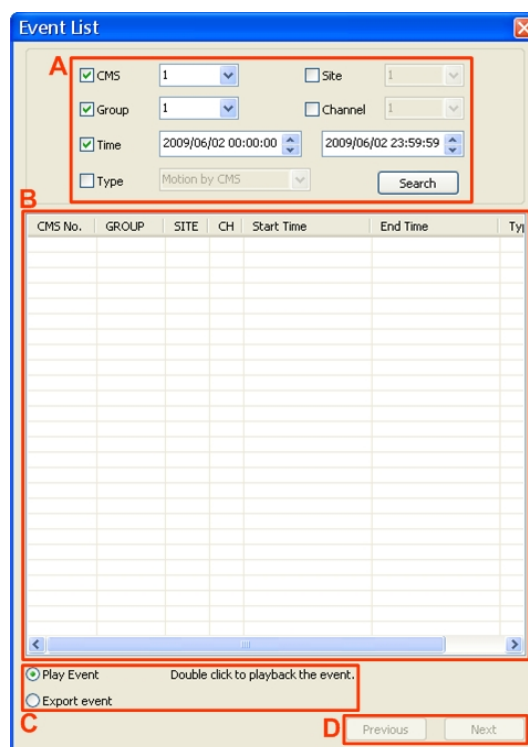 Event List
A
CMS 1 Site 1
Group 1 Channel 1
Time 2009/06/02 00:00:00 2009/06/02 23:59:59
Type Motion by CMS Search
B
CMS No. GROUP SITE CH Start Time End Time Typ
Play Event Double click to playback the event.
Export event
C D Previous Next